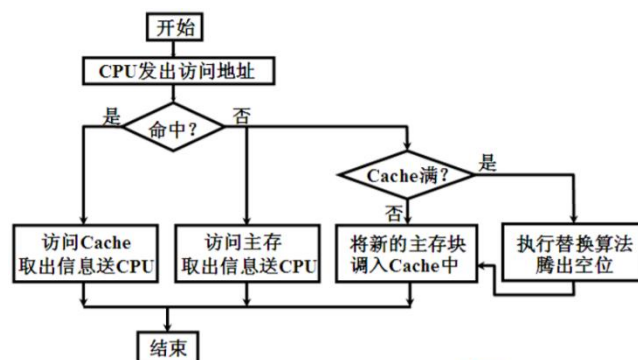 开始
CPU发出访问地址
是
命中?
否
Cache满?
是
否
访问Cache
取出信息送CPU
访问主存
取出信息送CPU
将新的主存块
调入Cache中
执行替换算法
腾出空位
结束